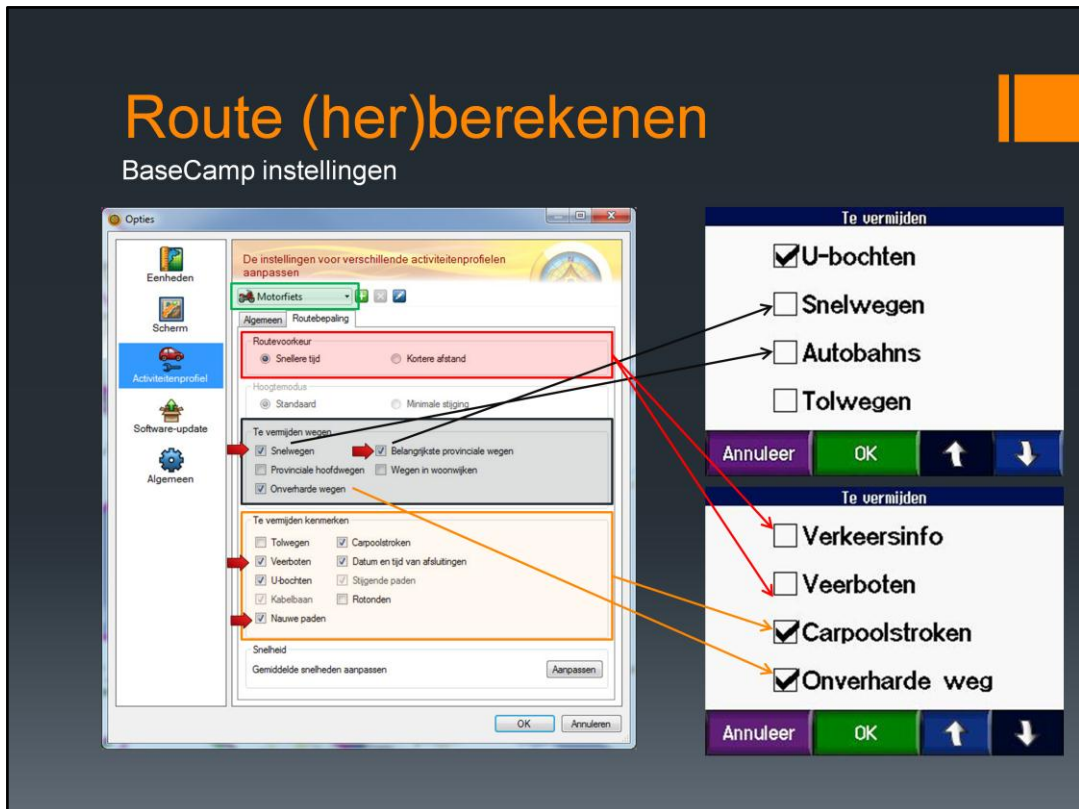 Route (her)berekenen
BaseCamp instellingen
Opties
Eenheden
Scherm
Activiteitenprofiel
Software-update
Algemeen
De instellingen voor verschillende activiteitenprofielen
aanpassen
Motorfiets
Algemeen Routebepaling
Routevoorkeur
Snellere tijd Kortere afstand
Hoogtemodus
Standaard Minimale stijging
Te vermijden wegen
Snelwegen Belangrijkste provinciale wegen
Provinciale hoofdwegen Wegen in woonwijken
Onverharde wegen
Te vermijden kenmerken
Tolwegen Carpoolstroken
Veerboten Datum en tijd van afsluitingen
U-bochten Stijgende paden
Kabelbaan Rotonden
Nauwe paden
Snelheid
Gemiddelde snelheden aanpassen Aanpassen
OK Annuleren
Te vermijden
U-bochten
Snelwegen
Autobahns
Tolwegen
Annuleer OK
Te vermijden
Verkeersinfo
Veerboten
Carpoolstroken
Onverharde weg
Annuleer OK